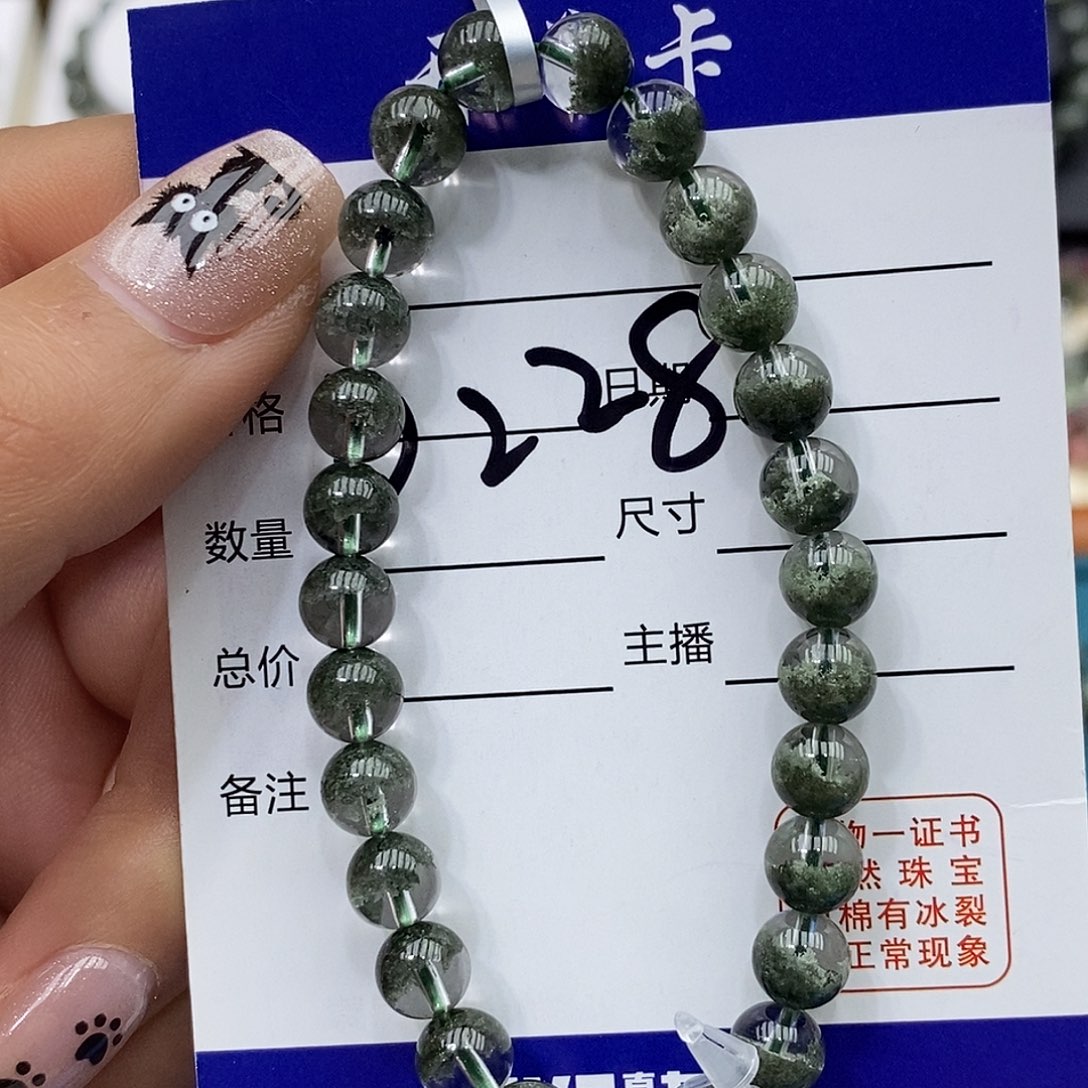 卡
228
日期
格
数量
尺寸
总价
主播
备注
物一证书
然珠宝
棉有冰裂
正常现象